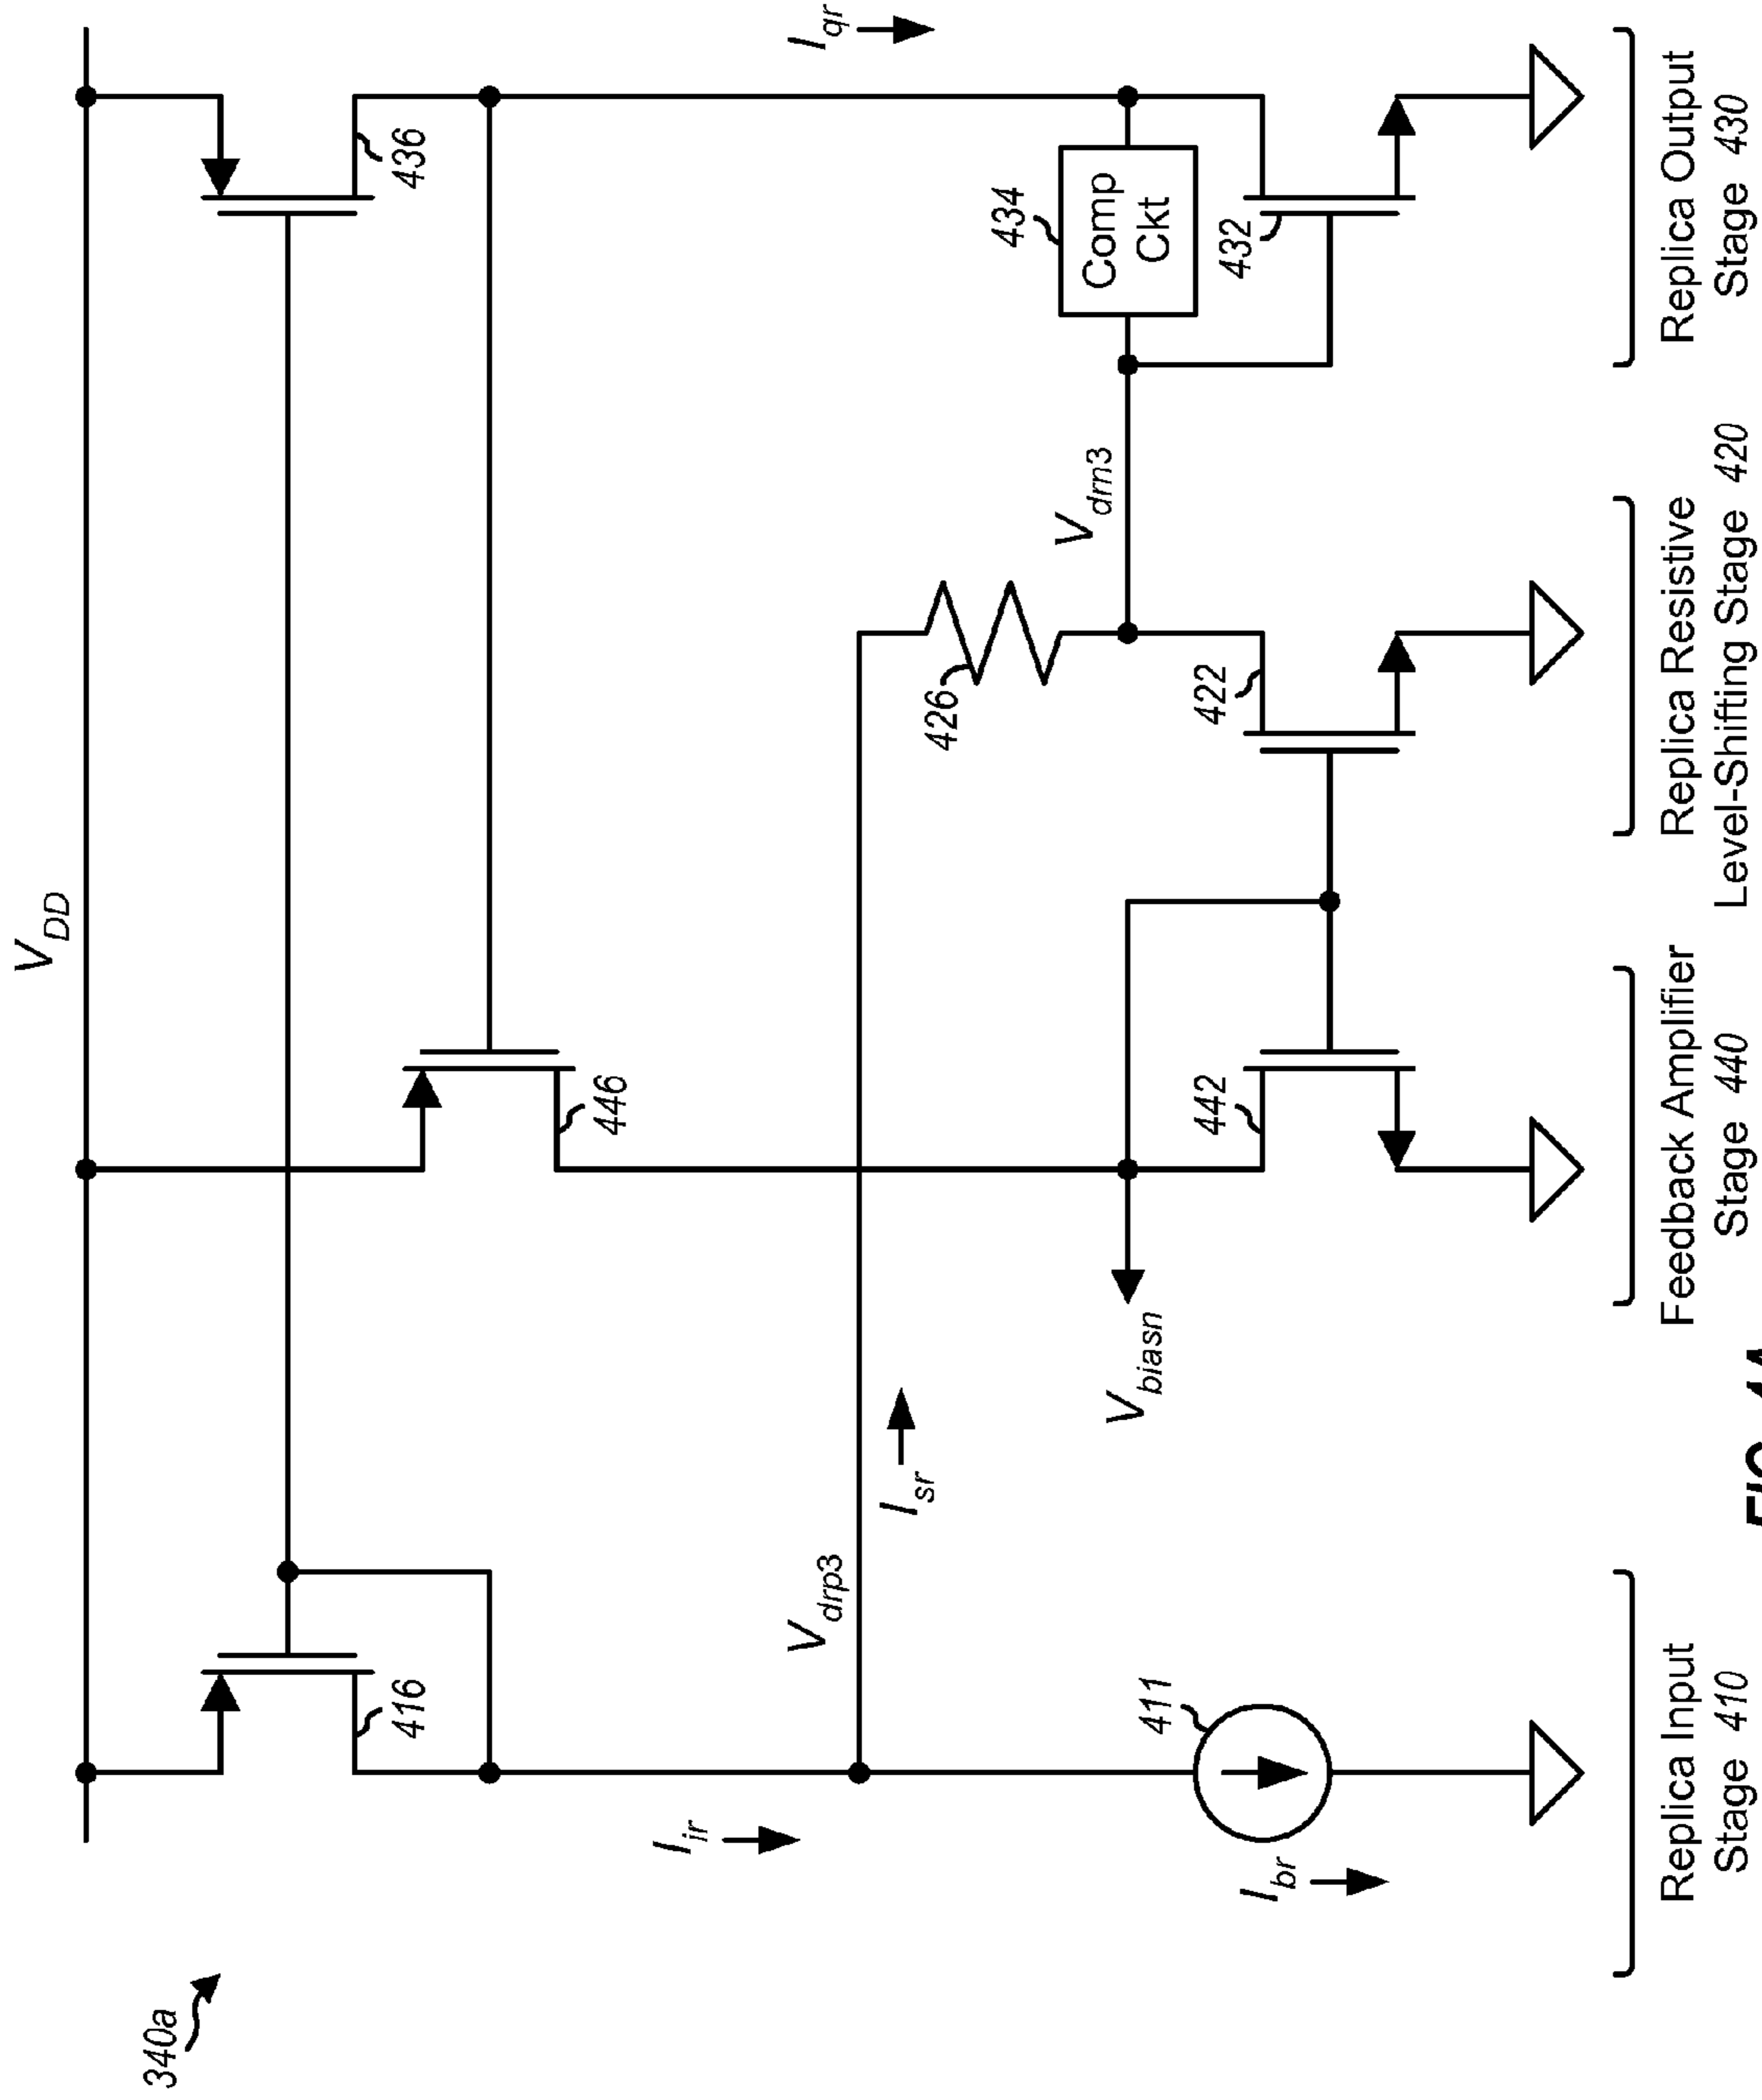 340a
V_DD
416
436
446
I_ir
V_drp3
I_sr
I_qr
I_br
411
V_biasn
442
426
422
V_drn3
434
Comp
Ckt
432
Replica Input
Stage 410
Feedback Amplifier
Stage 440
Replica Resistive
Level-Shifting Stage 420
Replica Output
Stage 430